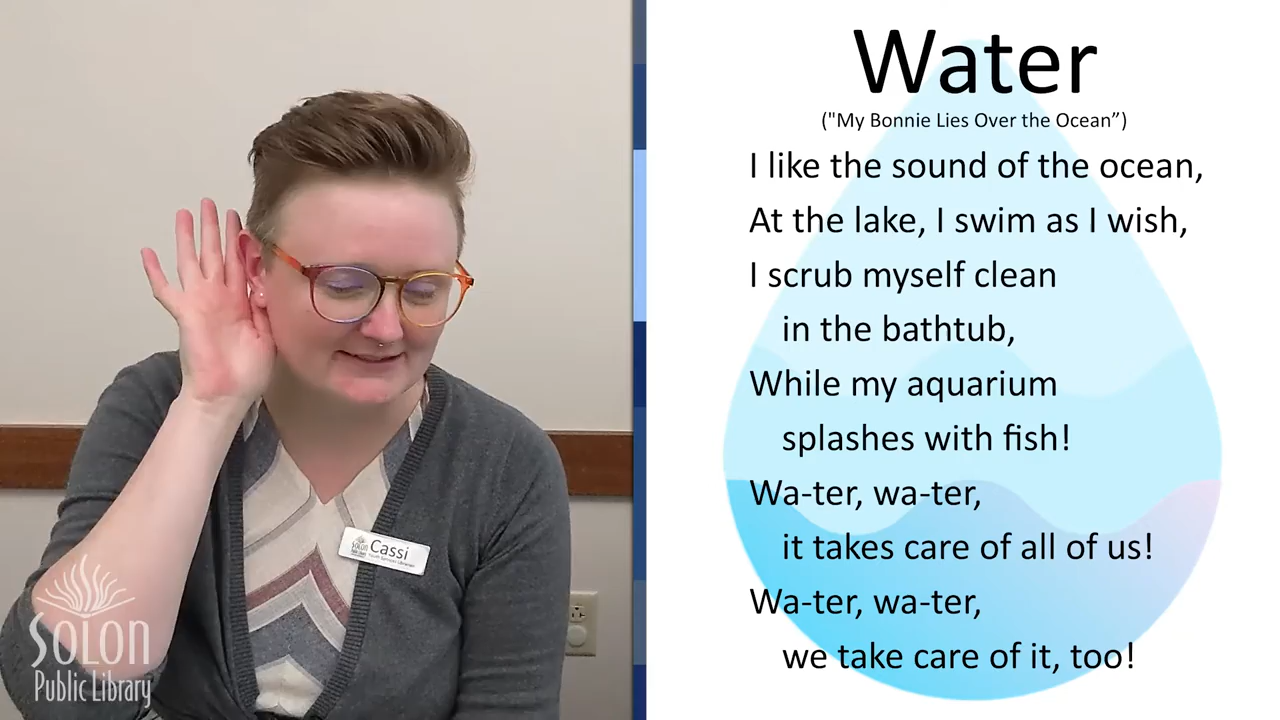 Water
("My Bonnie Lies Over the Ocean”)
I like the sound of the ocean,
At the lake, I swim as I wish,
I scrub myself clean
in the bathtub,
While my aquarium
splashes with fish!
Wa-ter, wa-ter,
it takes care of all of us!
Wa-ter, wa-ter,
we take care of it, too!
SOLON
Cassi
SOLON
Public Library